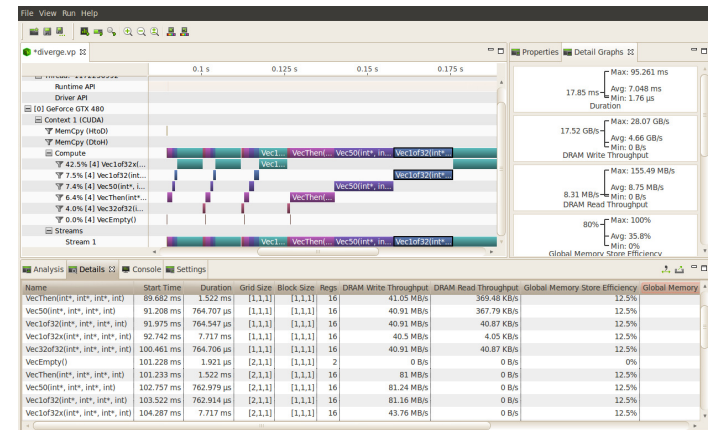 File View Run Help
*diverge.vp
Properties Detail Graphs
0.1 s 0.125 s 0.15 s 0.175 s
Runtime API
Driver API
[0] GeForce GTX 480
Context 1 (CUDA)
MemCpy (HtoD)
MemCpy (DtoH)
Compute Vec1... VecThen(... Vec50(int*, in... Vec1of32(int*...
42.5% [4] Vec1of32x(... Vec1...
7.5% [4] Vec1of32(int... Vec1of32(int*...
7.4% [4] Vec50(int*, i... Vec50(int*, in...
6.4% [4] VecThen(int*... VecThen(...
4.0% [4] Vec32of32(i...
0.0% [4] VecEmpty()
Streams
Stream 1 Vec1... VecThen(... Vec50(int*, in... Vec1of32(int*...
Max: 95.261 ms
17.85 ms Avg: 7.048 ms
Min: 1.76 µs
Duration
Max: 28.07 GB/s
17.52 GB/s Avg: 4.66 GB/s
Min: 0 B/s
DRAM Write Throughput
Max: 155.49 MB/s
Avg: 8.75 MB/s
8.31 MB/s Min: 0 B/s
DRAM Read Throughput
Max: 100%
80% Avg: 35.8%
Min: 0%
Global Memory Store Efficiency
Analysis Details Console Settings
Name Start Time Duration Grid Size Block Size Regs DRAM Write Throughput DRAM Read Throughput Global Memory Store Efficiency Global Memory
VecThen(int*, int*, int*, int) 89.682 ms 1.522 ms [1,1,1] [1,1,1] 16 41.05 MB/s 369.48 KB/s 12.5%
Vec50(int*, int*, int*, int) 91.208 ms 764.707 µs [1,1,1] [1,1,1] 16 40.91 MB/s 367.79 KB/s 12.5%
Vec1of32(int*, int*, int*, int) 91.975 ms 764.547 µs [1,1,1] [1,1,1] 16 40.91 MB/s 40.87 KB/s 12.5%
Vec1of32x(int*, int*, int*, int) 92.742 ms 7.717 ms [1,1,1] [1,1,1] 16 40.5 MB/s 4.05 KB/s 12.5%
Vec32of32(int*, int*, int*, int) 100.461 ms 764.706 µs [1,1,1] [1,1,1] 16 40.91 MB/s 40.87 KB/s 12.5%
VecEmpty() 101.228 ms 1.921 µs [2,1,1] [1,1,1] 2 0 B/s 0 B/s 0%
VecThen(int*, int*, int*, int) 101.233 ms 1.522 ms [2,1,1] [1,1,1] 16 81 MB/s 0 B/s 12.5%
Vec50(int*, int*, int*, int) 102.757 ms 762.979 µs [2,1,1] [1,1,1] 16 81.24 MB/s 0 B/s 12.5%
Vec1of32(int*, int*, int*, int) 103.522 ms 762.914 µs [2,1,1] [1,1,1] 16 81.16 MB/s 0 B/s 12.5%
Vec1of32x(int*, int*, int*, int) 104.287 ms 7.717 ms [2,1,1] [1,1,1] 16 43.76 MB/s 0 B/s 12.5%